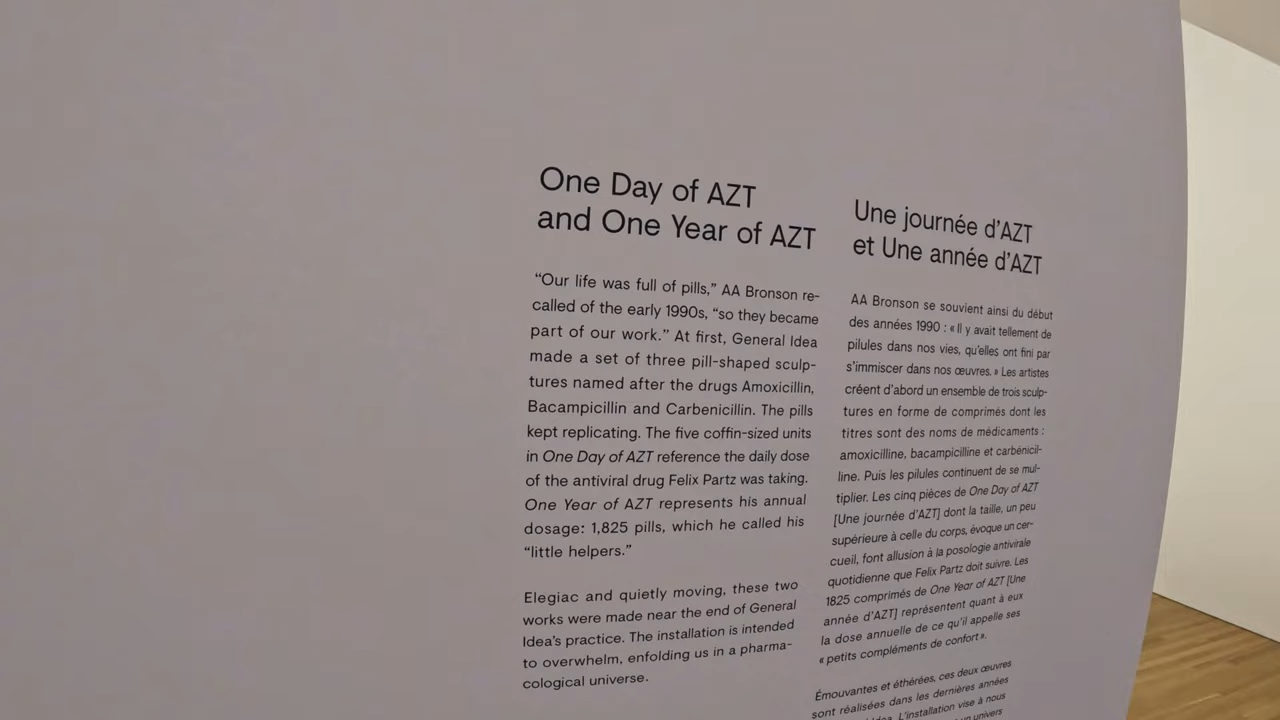 One Day of AZT
and One Year of AZT
“Our life was full of pills,” AA Bronson re-
called of the early 1990s, “so they became
part of our work.” At first, General Idea
made a set of three pill-shaped sculp-
tures named after the drugs Amoxicillin,
Bacampicillin and Carbenicillin. The pills
kept replicating. The five coffin-sized units
in One Day of AZT reference the daily dose
of the antiviral drug Felix Partz was taking.
One Year of AZT represents his annual
dosage: 1,825 pills, which he called his
“little helpers.”
Elegiac and quietly moving, these two
works were made near the end of General
Idea’s practice. The installation is intended
to overwhelm, enfolding us in a pharma-
cological universe.
Une journée d’AZT
et Une année d’AZT
AA Bronson se souvient ainsi du début
des années 1990 : « Il y avait tellement de
pilules dans nos vies, qu’elles ont fini par
s’immiscer dans nos œuvres. » Les artistes
créent d’abord un ensemble de trois sculp-
tures en forme de comprimés dont les
titres sont des noms de médicaments :
amoxicilline, bacampicilline et carbénicil-
line. Puis les pilules continuent de se mul-
tiplier. Les cinq pièces de One Day of AZT
[Une journée d’AZT] dont la taille, un peu
supérieure à celle du corps, évoque un cer-
cueil, font allusion à la posologie antivirale
quotidienne que Felix Partz doit suivre. Les
1825 comprimés de One Year of AZT [Une
année d’AZT] représentent quant à eux
la dose annuelle de ce qu’il appelle ses
« petits compléments de confort ».
Émouvantes et éthérées, ces deux œuvres
sont réalisées dans les dernières années
L’installation vise à nous
un univers